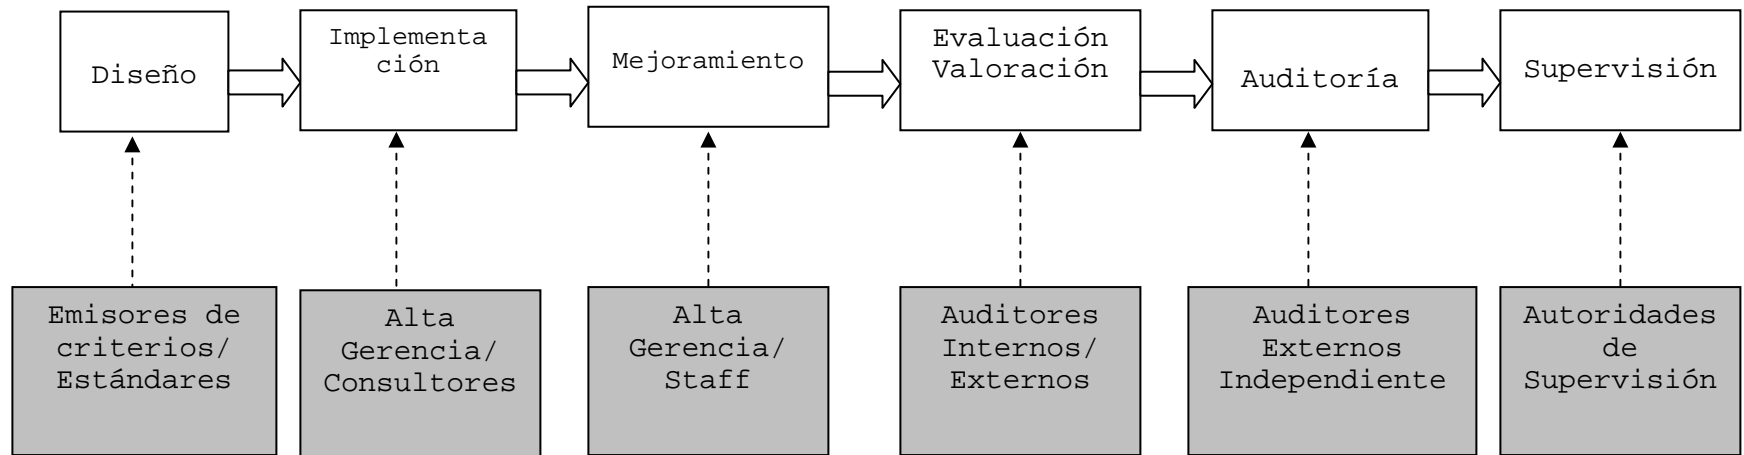 Diseño
Implementa
ción
Mejoramiento
Evaluación
Valoración
Auditoría
Supervisión
Emisores de
criterios/
Estándares
Alta
Gerencia/
Consultores
Alta
Gerencia/
Staff
Auditores
Internos/
Externos
Auditores
Externos
Independiente
Autoridades
de
Supervisión